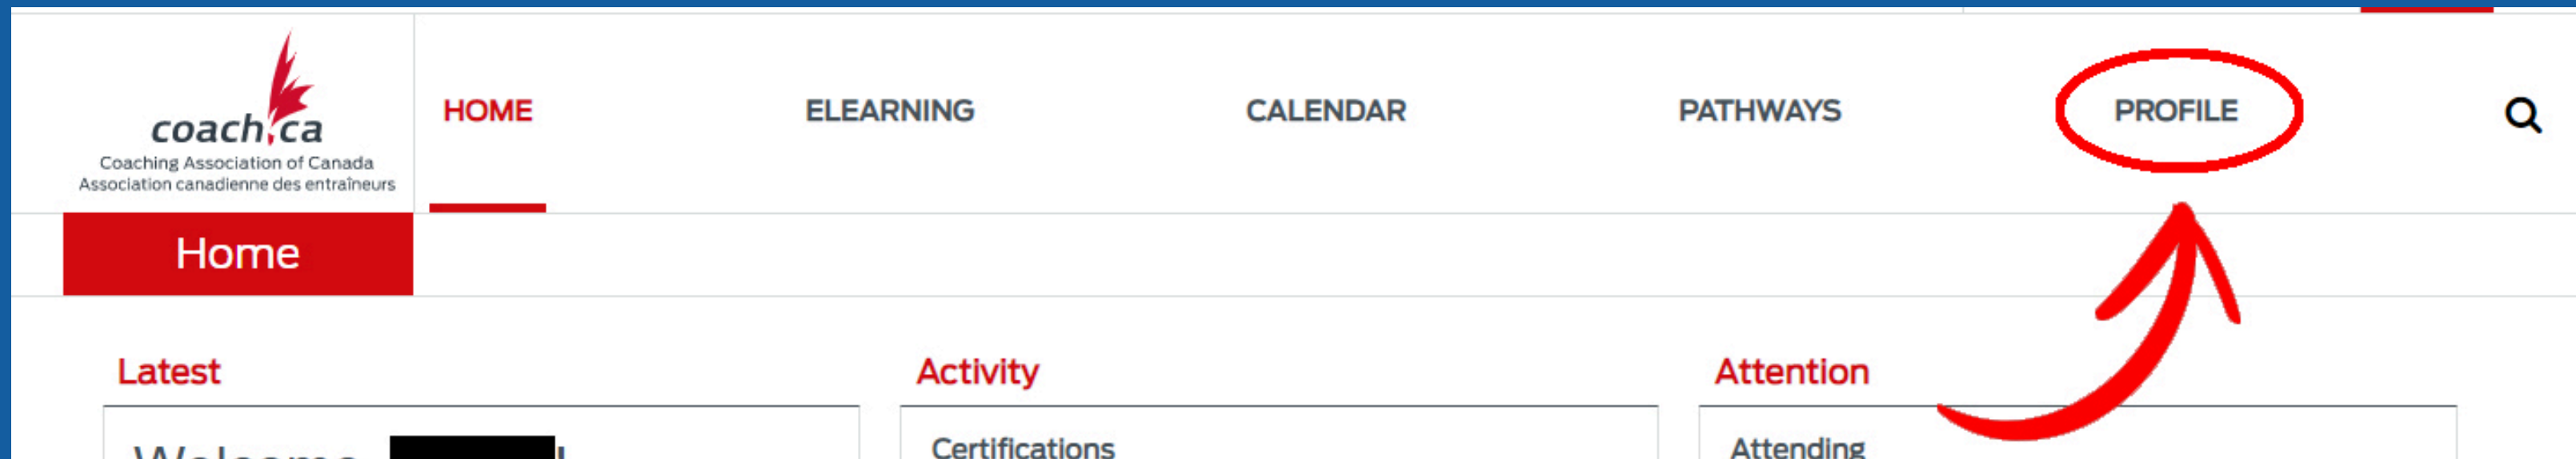 coach.ca
Coaching Association of Canada
Association canadienne des entraîneurs
HOME
ELEARNING
CALENDAR
PATHWAYS
PROFILE
Home
Latest
Activity
Attention
Welcome
Certifications
Attending